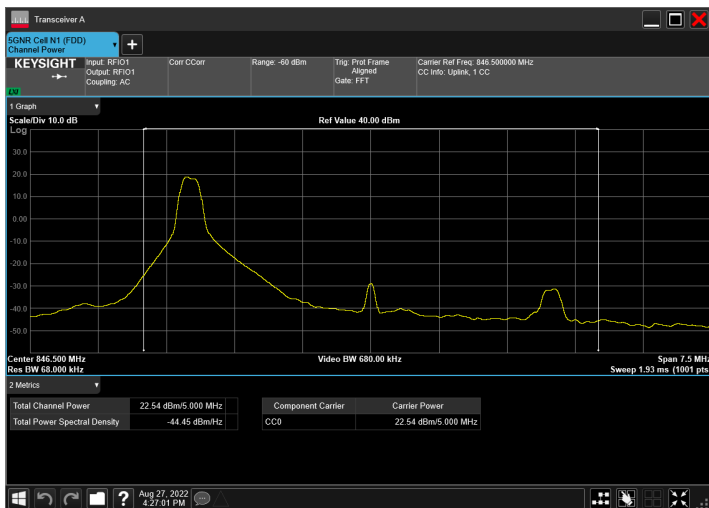 Transceiver A
5GNR Cell N1 (FDD)
Channel Power
KEYSIGHT
Input: RFIO1
Output: RFIO1
Coupling: AC
Corr CCorr
Range: -60 dBm
Trig: Prot Frame
Aligned
Gate: FFT
Carrier Ref Freq: 846.500000 MHz
CC Info: Uplink, 1 CC
1 Graph
Scale/Div 10.0 dB
Ref Value 40.00 dBm
Log
30.0
20.0
10.0
0.00
-10.0
-20.0
-30.0
-40.0
-50.0
Center 846.500 MHz
Video BW 680.00 kHz
Span 7.5 MHz
Res BW 68.000 kHz
Sweep 1.93 ms (1001 pts
2 Metrics
Total Channel Power 22.54 dBm/5.000 MHz
Total Power Spectral Density -44.45 dBm/Hz
Component Carrier Carrier Power
CC0 22.54 dBm/5.000 MHz
? Aug 27, 2022
4:27:01 PM